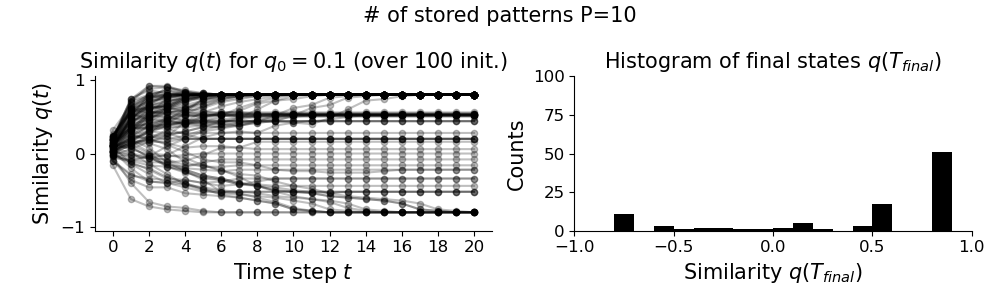 # of stored patterns P=10
Similarity q(t) for q₀ = 0.1 (over 100 init.)
1
0
−1
Similarity q(t)
0 2 4 6 8 10 12 14 16 18 20
Time step t
Histogram of final states q(T_final)
100
75
50
25
0
Counts
−1.0 −0.5 0.0 0.5 1.0
Similarity q(T_final)